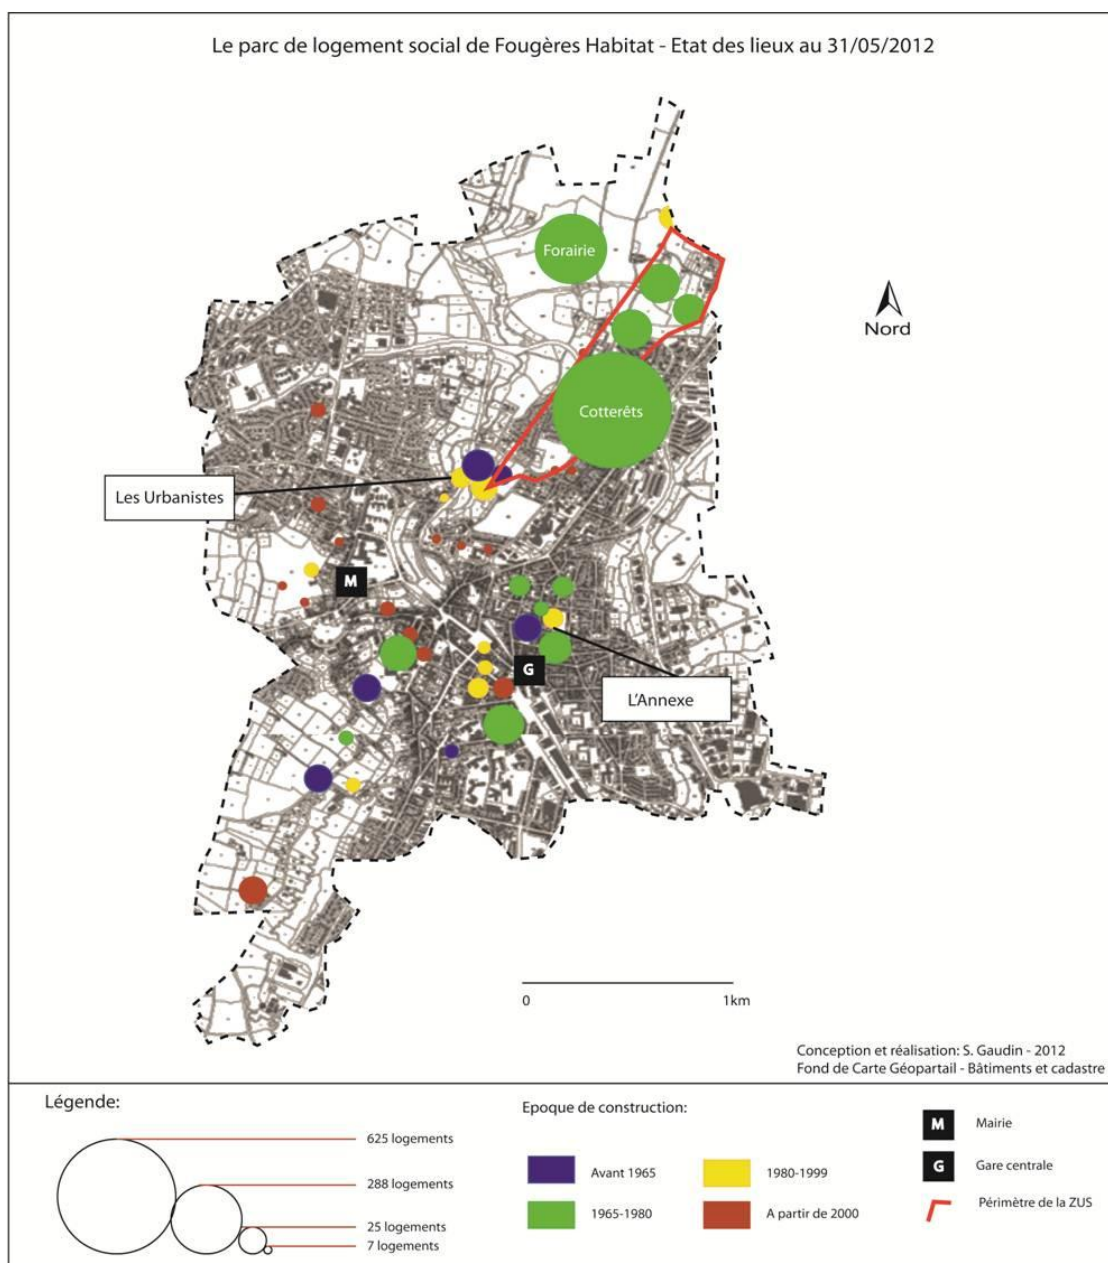 Le parc de logement social de Fougères Habitat - Etat des lieux au 31/05/2012
Forairie
Nord
Cotterêts
Les Urbanistes
M
G
L'Annexe
0
1km
Conception et réalisation: S. Gaudin - 2012
Fond de Carte Géopartail - Bâtiments et cadastre
Légende:
625 logements
288 logements
25 logements
7 logements
Epoque de construction:
Avant 1965
1980-1999
1965-1980
A partir de 2000
M
Mairie
G
Gare centrale
Périmètre de la ZUS